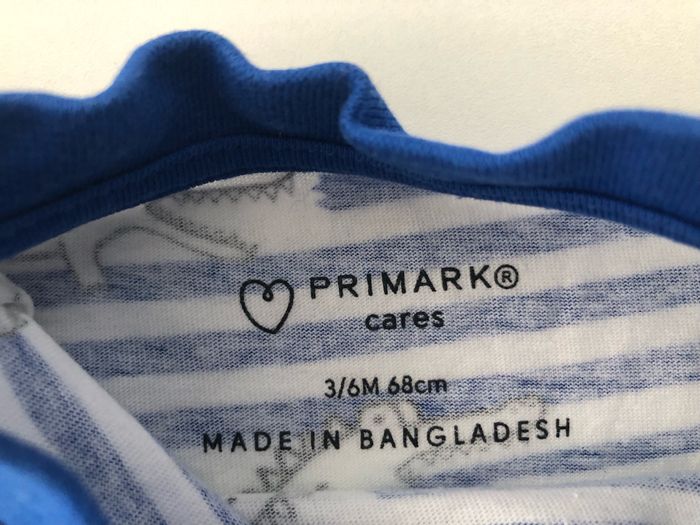 PRIMARK®
cares
3/6M 68cm
MADE IN BANGLADESH